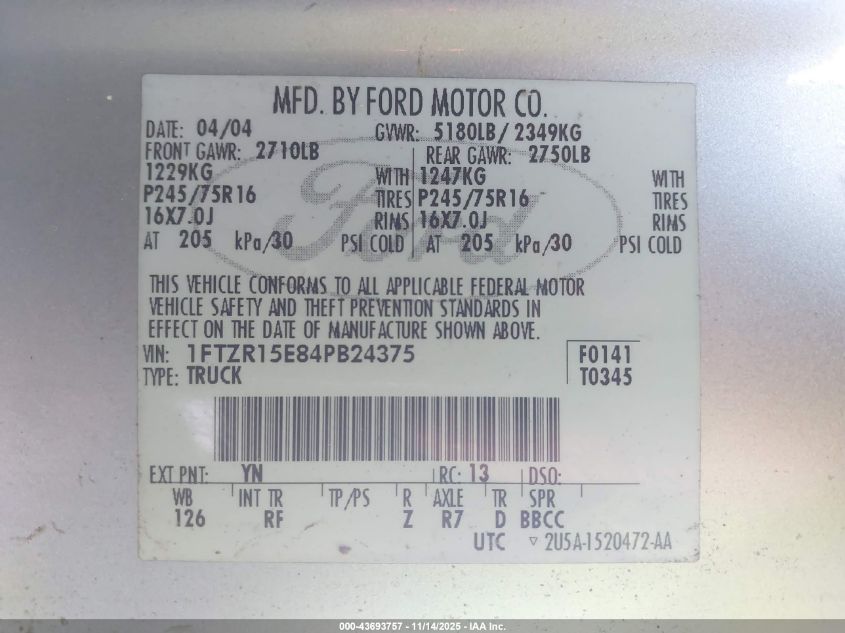 MFD. BY FORD MOTOR CO.
DATE: 04/04 GVWR: 5180LB/ 2349KG
FRONT GAWR: 2710LB REAR GAWR: 2750LB
1229KG WITH 1247KG WITH
P245/75R16 TIRES P245/75R16 TIRES
16X7.0J RIMS 16X7.0J RIMS
AT 205 kPa/30 PSI COLD AT 205 kPa/30 PSI COLD
Ford
THIS VEHICLE CONFORMS TO ALL APPLICABLE FEDERAL MOTOR
VEHICLE SAFETY AND THEFT PREVENTION STANDARDS IN
EFFECT ON THE DATE OF MANUFACTURE SHOWN ABOVE.
VIN: 1FTZR15E84PB24375 F0141
TYPE: TRUCK T0345
EXT PNT: YN RC: 13 DSO:
WB INT TR TP/PS R AXLE TR SPR
126 RF Z R7 D BBCC
UTC ▽ 2U5A-1520472-AA
000-43693757 - 11/14/2025 - IAA Inc.